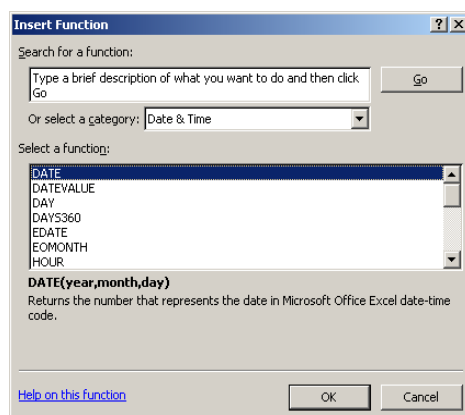 Insert Function
Search for a function:
Type a brief description of what you want to do and then click
Go
Go
Or select a category: Date & Time
Select a function:
DATE
DATEVALUE
DAY
DAYS360
EDATE
EOMONTH
HOUR
DATE(year,month,day)
Returns the number that represents the date in Microsoft Office Excel date-time
code.
Help on this function OK Cancel